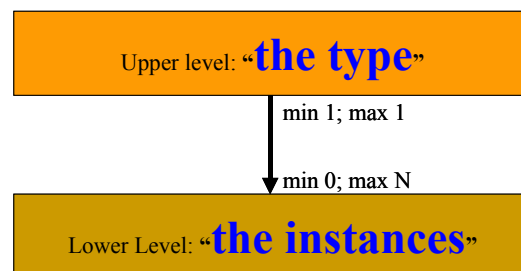 Upper level: “the type”
min 1; max 1
min 0; max N
Lower Level: “the instances”